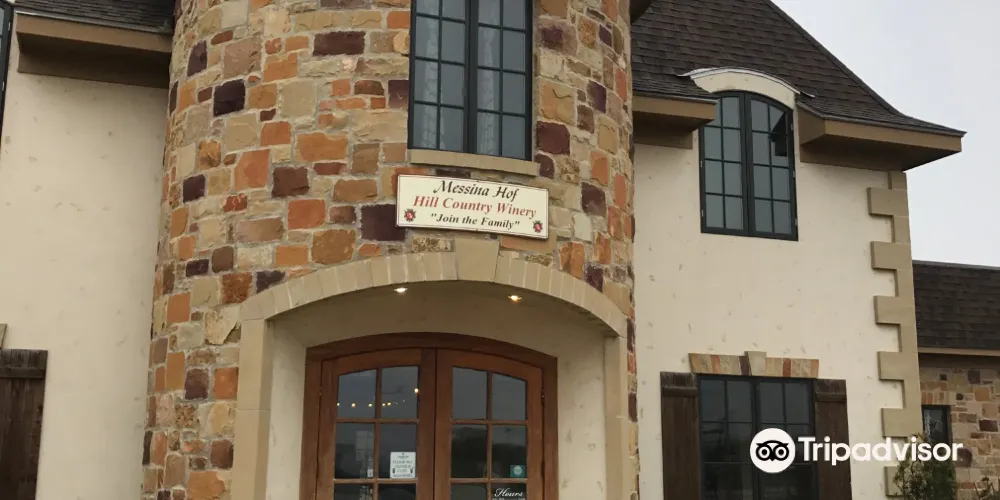 Messina Hof
Hill Country Winery
"Join the Family"
Hours
Tripadvisor